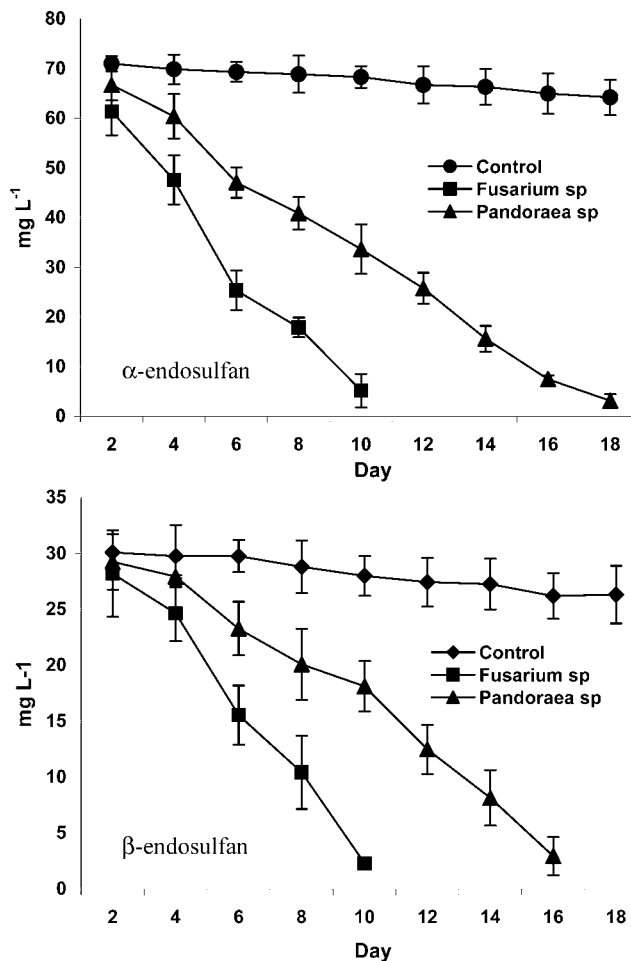 80
70
60
50
40
30
20
10
0
mg L-1
Control
Fusarium sp
Pandoraea sp
α-endosulfan
2 4 6 8 10 12 14 16 18
Day
35
30
25
20
15
10
5
0
mg L-1
Control
Fusarium sp
Pandoraea sp
β-endosulfan
2 4 6 8 10 12 14 16 18
Day